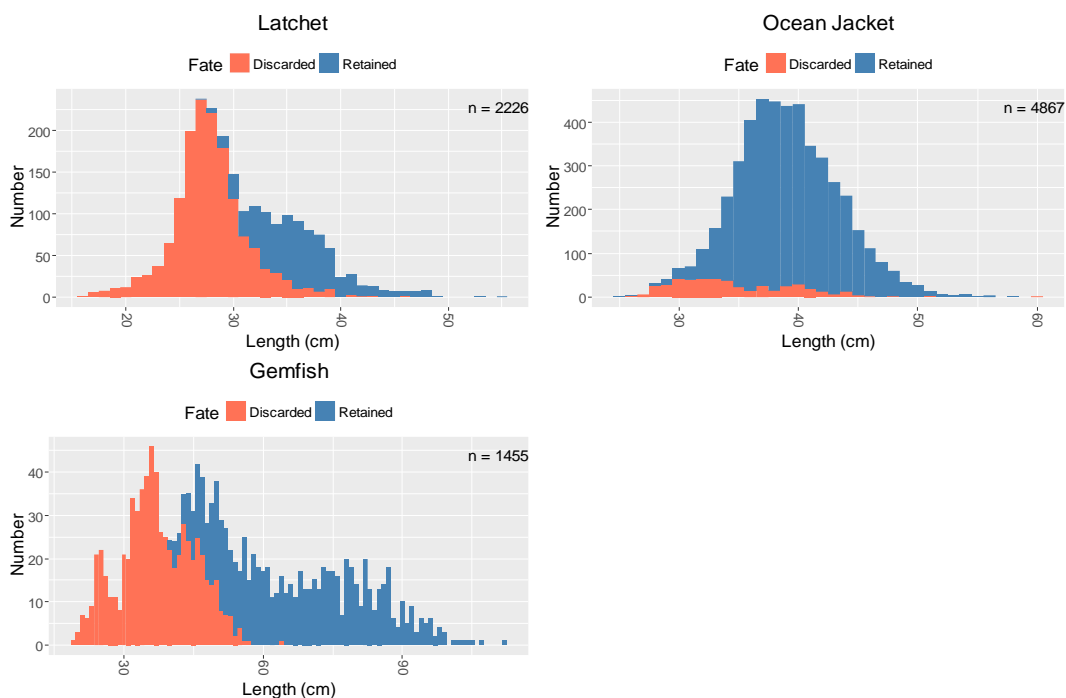 Latchet
Fate Discarded Retained
n = 2226
Number
200
150
100
50
0
20
30
40
50
Length (cm)
Ocean Jacket
Fate Discarded Retained
n = 4867
Number
400
300
200
100
0
30
40
50
60
Length (cm)
Gemfish
Fate Discarded Retained
n = 1455
Number
40
30
20
10
0
30
60
90
Length (cm)